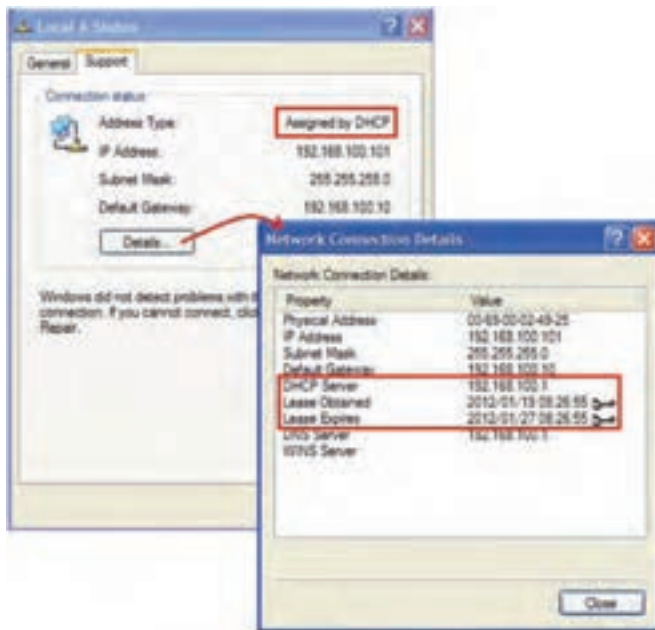 Local A Status
General Support
Connection status
Address Type: Assigned by DHCP
IP Address: 192.168.100.101
Subnet Mask: 255.255.255.0
Default Gateway: 192.168.100.10
Details...
Windows did not detect problems with
connection. If you cannot connect, clic
Repair.
Network Connection Details
Network Connection Details:
Property Value
Physical Address
IP Address 192.168.100.101
Subnet Mask 255.255.255.0
Default Gateway 192.168.100.10
DHCP Server 192.168.100.1
Lease Obtained 2012/01/19 08:26:55
Lease Expires 2012/01/27 08:26:55
DNS Server 192.168.100.1
WINS Server
Close